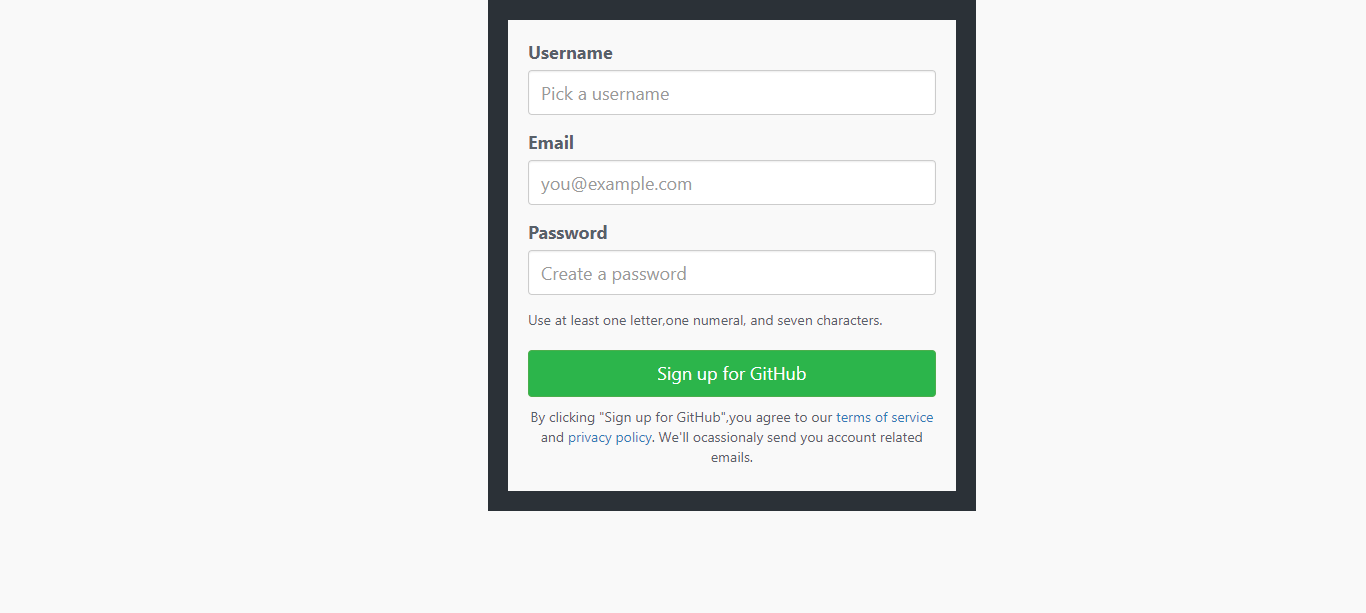 Username
Pick a username
Email
you@example.com
Password
Create a password
Use at least one letter,one numeral, and seven characters.
Sign up for GitHub
By clicking "Sign up for GitHub",you agree to our terms of service
and privacy policy. We'll ocassionaly send you account related
emails.